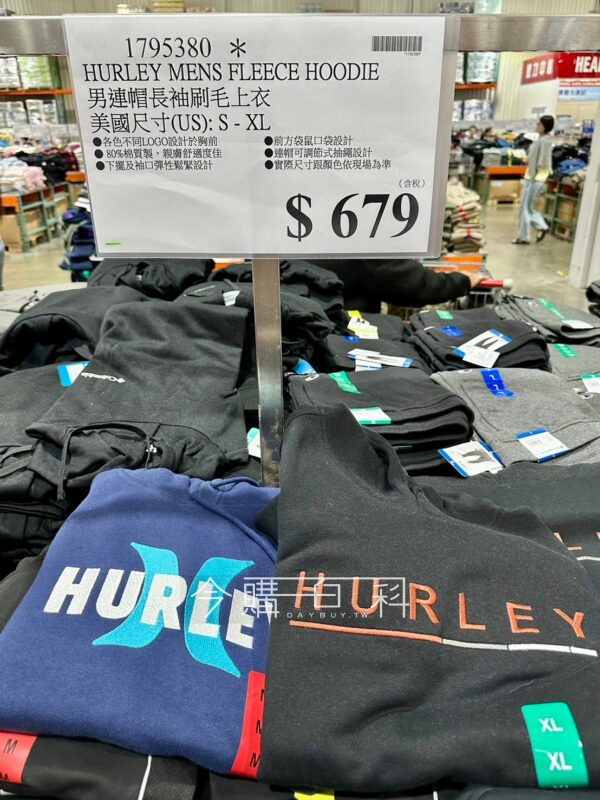 1795380 *
HURLEY MENS FLEECE HOODIE
男連帽長袖刷毛上衣
美國尺寸(US): S - XL
●各色不同LOGO設計於胸前
●80%棉質製，親膚舒適度佳
●下擺及袖口彈性鬆緊設計
●前方袋鼠口袋設計
●連帽可調節式抽繩設計
●實際尺寸跟顏色依現場為準
(含稅)
$ 679
HEA
Columbia
HURLE
HURLEY
今購百科
DAYBUY.TW
XL
XL
M
M
M
M